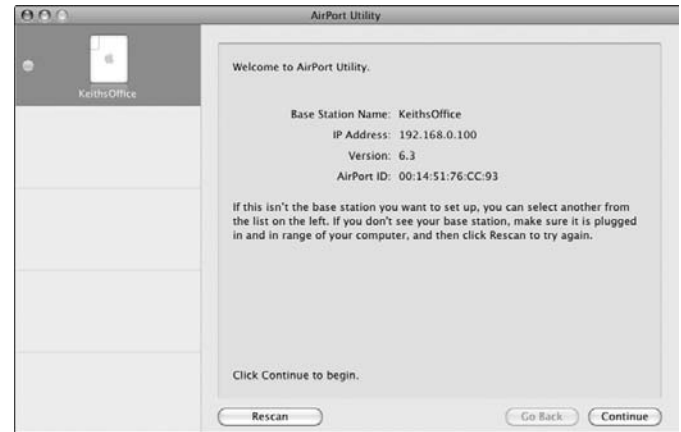 AirPort Utility
KeithsOffice
Welcome to AirPort Utility.
Base Station Name: KeithsOffice
IP Address: 192.168.0.100
Version: 6.3
AirPort ID: 00:14:51:76:CC:93
If this isn't the base station you want to set up, you can select another from
the list on the left. If you don't see your base station, make sure it is plugged
in and in range of your computer, and then click Rescan to try again.
Click Continue to begin.
Rescan
Go Back
Continue